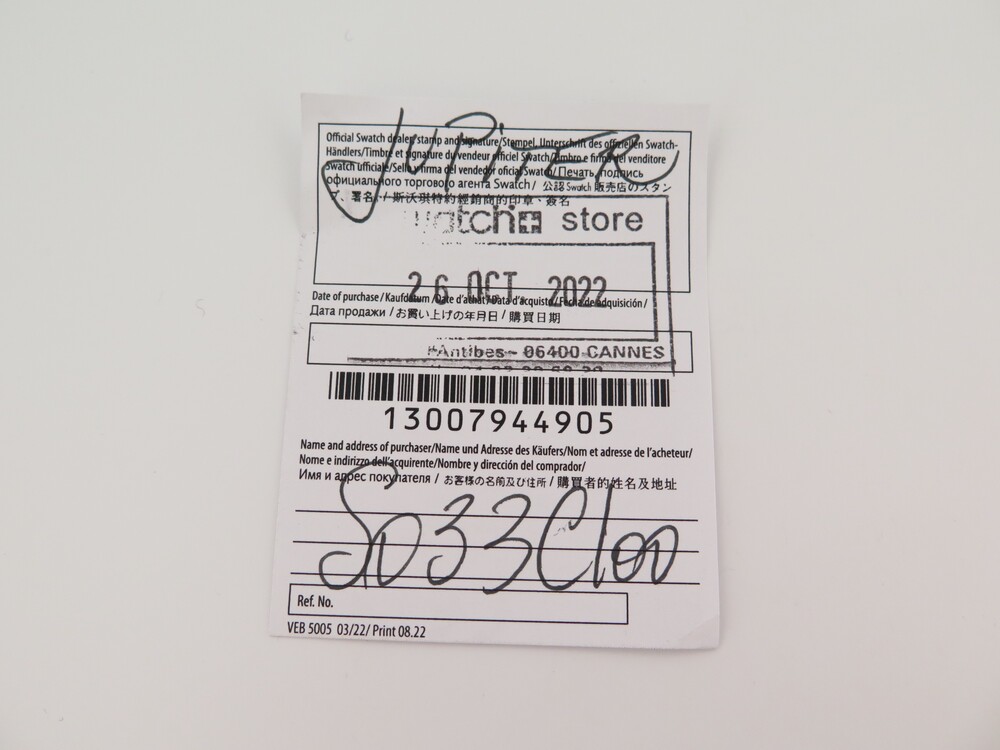 JUPITER
Official Swatch dealer stamp and signature/Stempel, Unterschrift des offiziellen Swatch-
Händlers/Timbre et signature du vendeur officiel Swatch/Timbro e firma del venditore
Swatch ufficiale/Sello y firma del vendedor oficial Swatch/Печать, подпись
официального торгового агента Swatch/ 公認 Swatch 販売店のスタン
プ、署名 / 斯沃琪特約經銷商的印章、簽名
watch store
26 OCT. 2022
Date of purchase/Kaufdatum/Date d'achat/Data d'acquisto/Fecha de adquisición/
Дата продажи /お買い上げの年月日/ 購買日期
d'Antibes - 06400 CANNES
13007944905
Name and address of purchaser/Name und Adresse des Käufers/Nom et adresse de l'acheteur/
Nome e indirizzo dell'acquirente/Nombre y dirección del comprador/
Имя и адрес покупателя / お客様の名前及び住所 / 購買者的姓名及地址
SO33C100
Ref. No.
VEB 5005 03/22/ Print 08.22